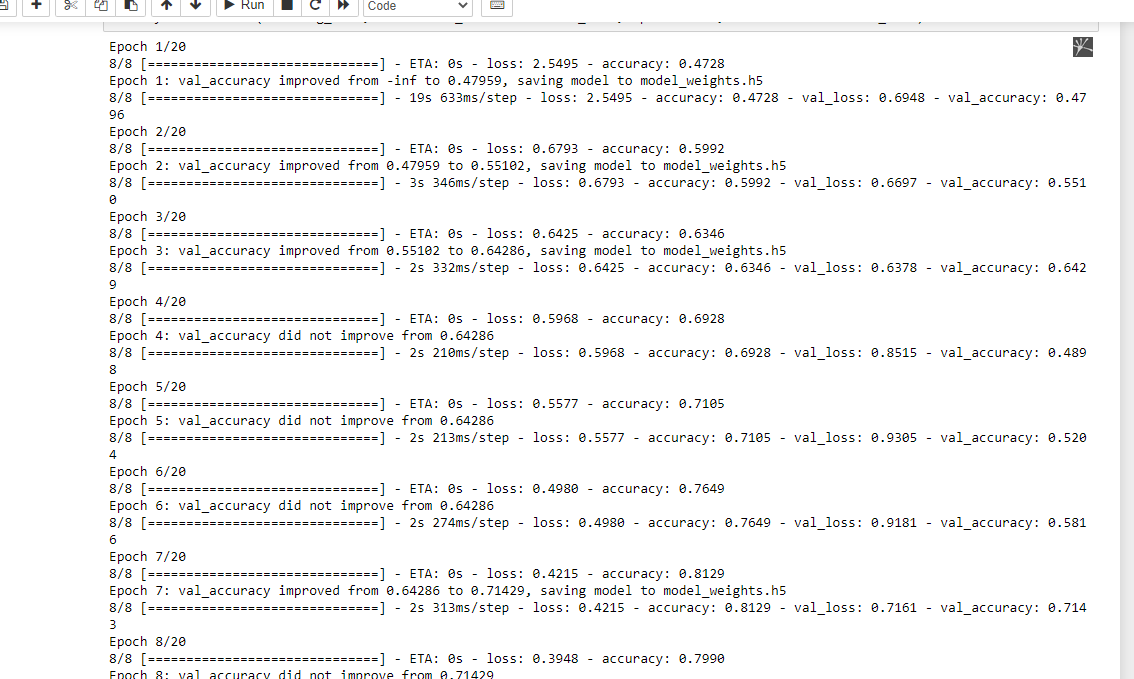 Run
Code
Epoch 1/20
8/8 [==============================] - ETA: 0s - loss: 2.5495 - accuracy: 0.4728
Epoch 1: val_accuracy improved from -inf to 0.47959, saving model to model_weights.h5
8/8 [==============================] - 19s 633ms/step - loss: 2.5495 - accuracy: 0.4728 - val_loss: 0.6948 - val_accuracy: 0.47
96
Epoch 2/20
8/8 [==============================] - ETA: 0s - loss: 0.6793 - accuracy: 0.5992
Epoch 2: val_accuracy improved from 0.47959 to 0.55102, saving model to model_weights.h5
8/8 [==============================] - 3s 346ms/step - loss: 0.6793 - accuracy: 0.5992 - val_loss: 0.6697 - val_accuracy: 0.551
0
Epoch 3/20
8/8 [==============================] - ETA: 0s - loss: 0.6425 - accuracy: 0.6346
Epoch 3: val_accuracy improved from 0.55102 to 0.64286, saving model to model_weights.h5
8/8 [==============================] - 2s 332ms/step - loss: 0.6425 - accuracy: 0.6346 - val_loss: 0.6378 - val_accuracy: 0.642
9
Epoch 4/20
8/8 [==============================] - ETA: 0s - loss: 0.5968 - accuracy: 0.6928
Epoch 4: val_accuracy did not improve from 0.64286
8/8 [==============================] - 2s 210ms/step - loss: 0.5968 - accuracy: 0.6928 - val_loss: 0.8515 - val_accuracy: 0.489
8
Epoch 5/20
8/8 [==============================] - ETA: 0s - loss: 0.5577 - accuracy: 0.7105
Epoch 5: val_accuracy did not improve from 0.64286
8/8 [==============================] - 2s 213ms/step - loss: 0.5577 - accuracy: 0.7105 - val_loss: 0.9305 - val_accuracy: 0.520
4
Epoch 6/20
8/8 [==============================] - ETA: 0s - loss: 0.4980 - accuracy: 0.7649
Epoch 6: val_accuracy did not improve from 0.64286
8/8 [==============================] - 2s 274ms/step - loss: 0.4980 - accuracy: 0.7649 - val_loss: 0.9181 - val_accuracy: 0.581
6
Epoch 7/20
8/8 [==============================] - ETA: 0s - loss: 0.4215 - accuracy: 0.8129
Epoch 7: val_accuracy improved from 0.64286 to 0.71429, saving model to model_weights.h5
8/8 [==============================] - 2s 313ms/step - loss: 0.4215 - accuracy: 0.8129 - val_loss: 0.7161 - val_accuracy: 0.714
3
Epoch 8/20
8/8 [==============================] - ETA: 0s - loss: 0.3948 - accuracy: 0.7990
Epoch 8: val_accuracy did not improve from 0.71429